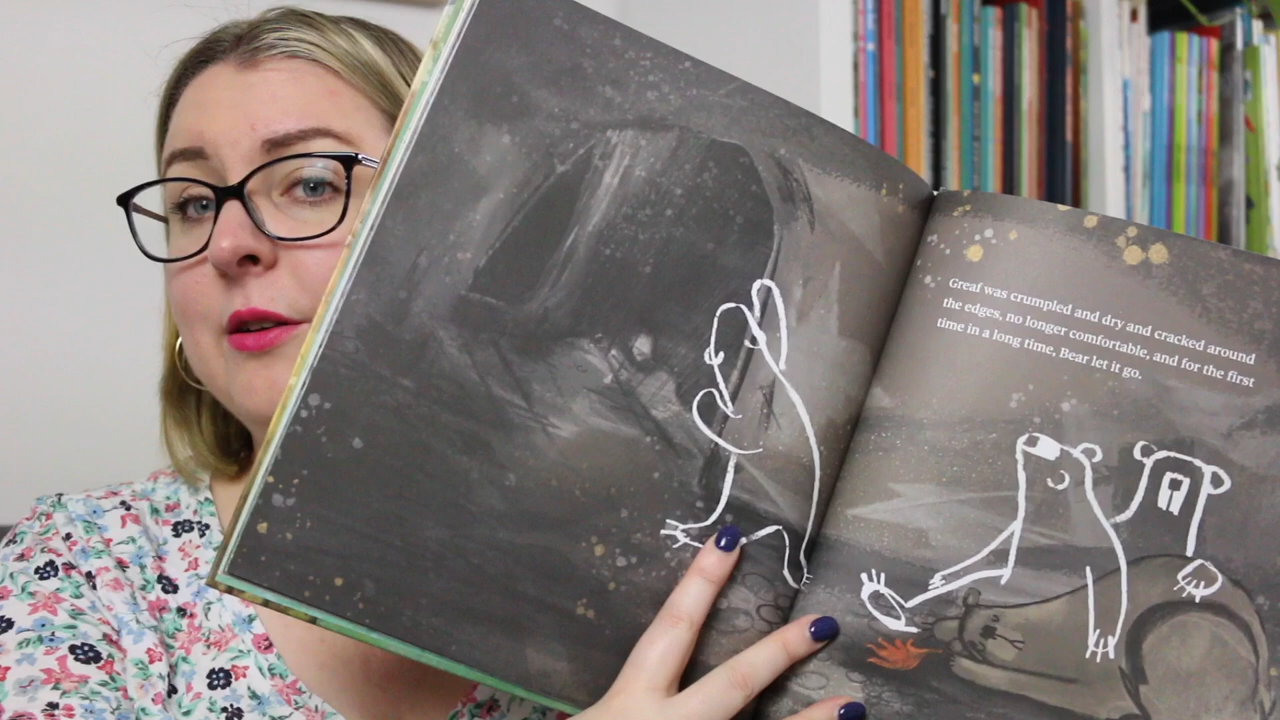 Greaf was crumpled and dry and cracked around
the edges, no longer comfortable, and for the first
time in a long time, Bear let it go.